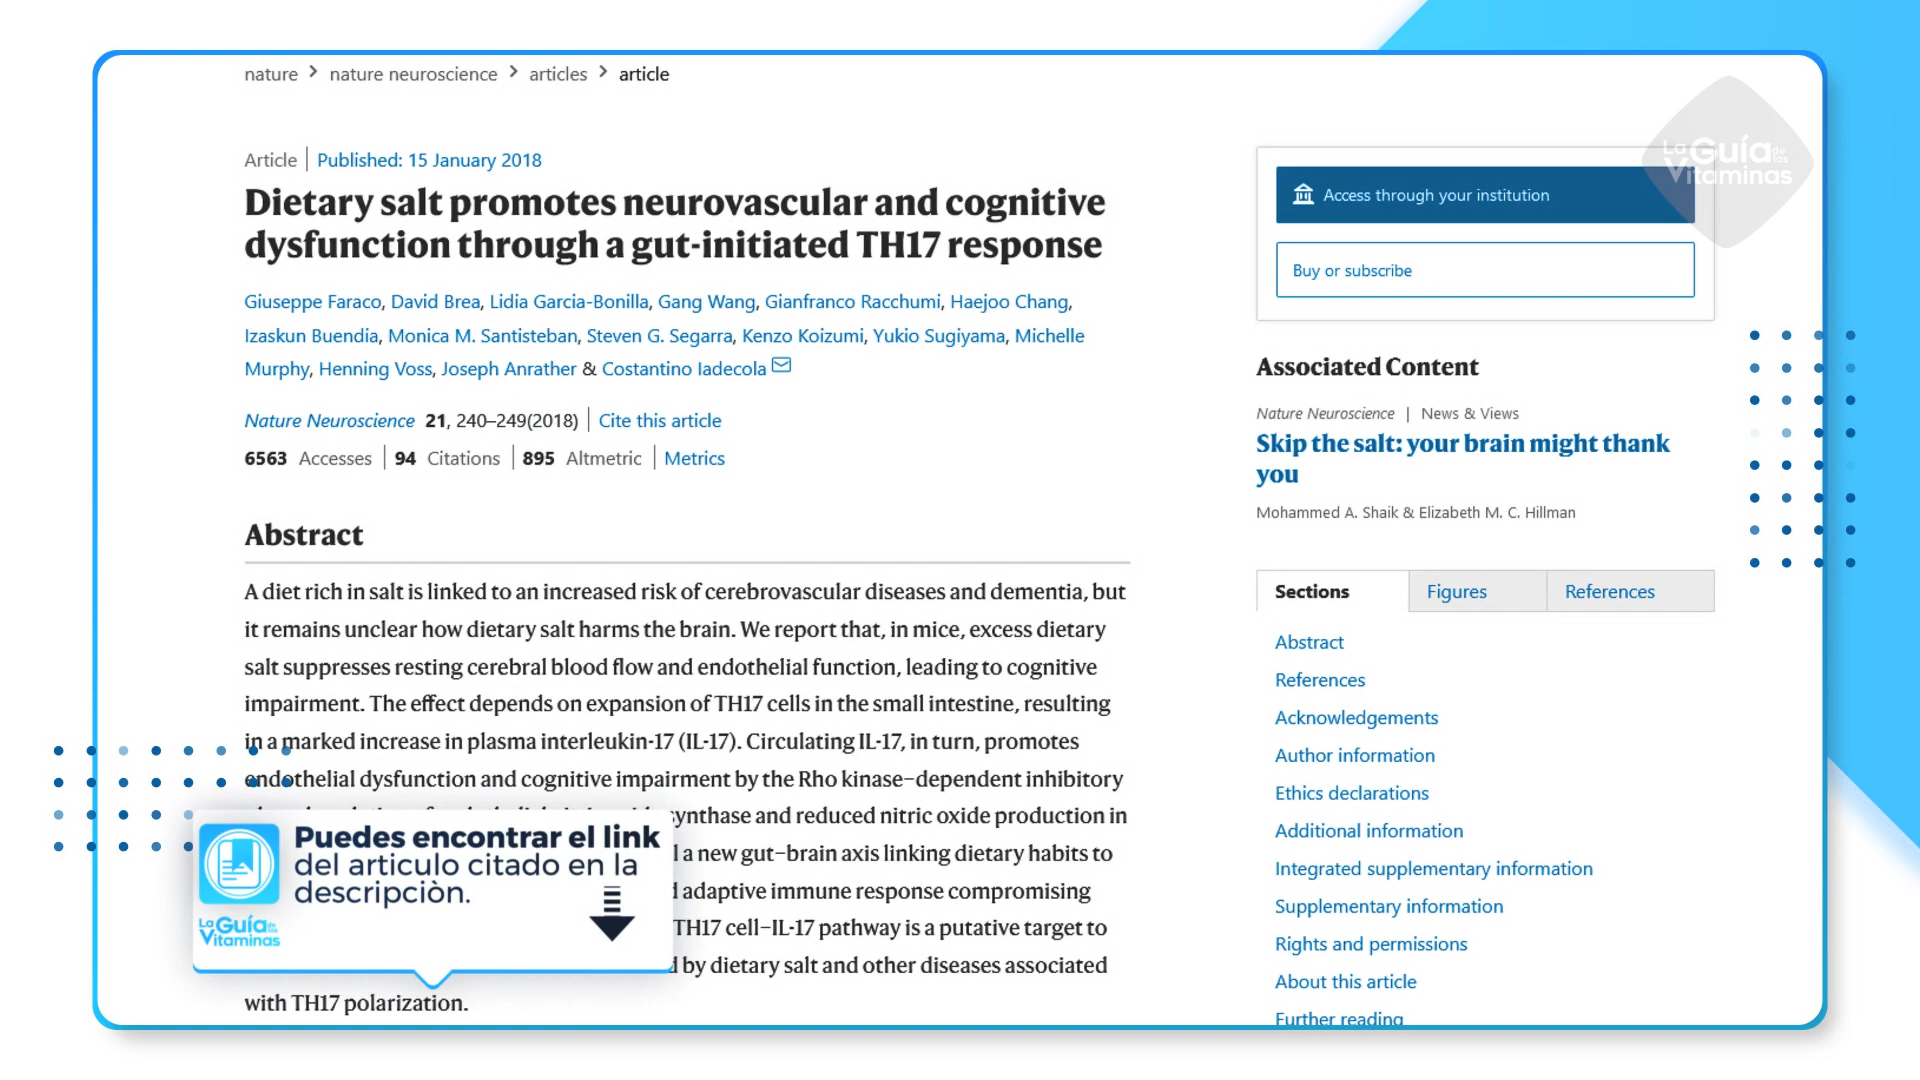 nature > nature neuroscience > articles > article
Article | Published: 15 January 2018
Dietary salt promotes neurovascular and cognitive
dysfunction through a gut-initiated TH17 response
Giuseppe Faraco, David Brea, Lidia Garcia-Bonilla, Gang Wang, Gianfranco Racchumi, Haejoo Chang,
Izaskun Buendia, Monica M. Santisteban, Steven G. Segarra, Kenzo Koizumi, Yukio Sugiyama, Michelle
Murphy, Henning Voss, Joseph Anrather & Costantino Iadecola
Nature Neuroscience 21, 240–249(2018) | Cite this article
6563 Accesses | 94 Citations | 895 Altmetric | Metrics
Abstract
A diet rich in salt is linked to an increased risk of cerebrovascular diseases and dementia, but
it remains unclear how dietary salt harms the brain. We report that, in mice, excess dietary
salt suppresses resting cerebral blood flow and endothelial function, leading to cognitive
impairment. The effect depends on expansion of TH17 cells in the small intestine, resulting
in a marked increase in plasma interleukin-17 (IL-17). Circulating IL-17, in turn, promotes
endothelial dysfunction and cognitive impairment by the Rho kinase–dependent inhibitory
synthase and reduced nitric oxide production in
a new gut–brain axis linking dietary habits to
adaptive immune response compromising
TH17 cell–IL-17 pathway is a putative target to
by dietary salt and other diseases associated
with TH17 polarization.
Puedes encontrar el link
del articulo citado en la
descripciòn.
La Guía de las
Vitaminas
La Guía de las
Vitaminas
Access through your institution
Buy or subscribe
Associated Content
Nature Neuroscience | News & Views
Skip the salt: your brain might thank
you
Mohammed A. Shaik & Elizabeth M. C. Hillman
Sections Figures References
Abstract
References
Acknowledgements
Author information
Ethics declarations
Additional information
Integrated supplementary information
Supplementary information
Rights and permissions
About this article
Further reading